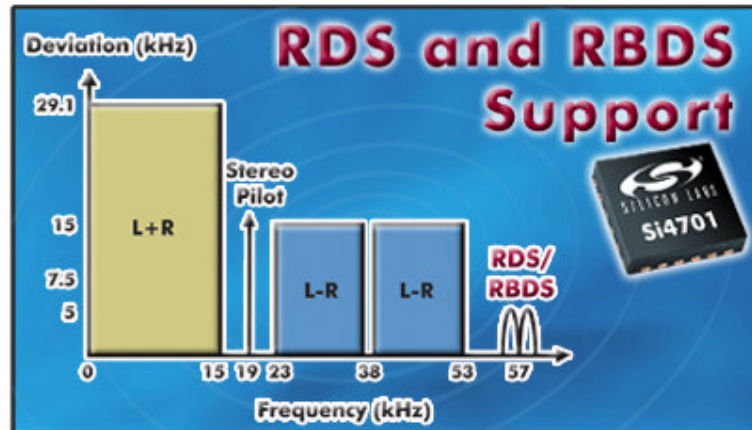 RDS and RBDS
Support
Deviation (kHz)
29.1
15
7.5
5
L+R
Stereo
Pilot
L-R
L-R
RDS/
RBDS
SILICON LABS
Si4701
0 15 19 23 38 53 57
Frequency (kHz)